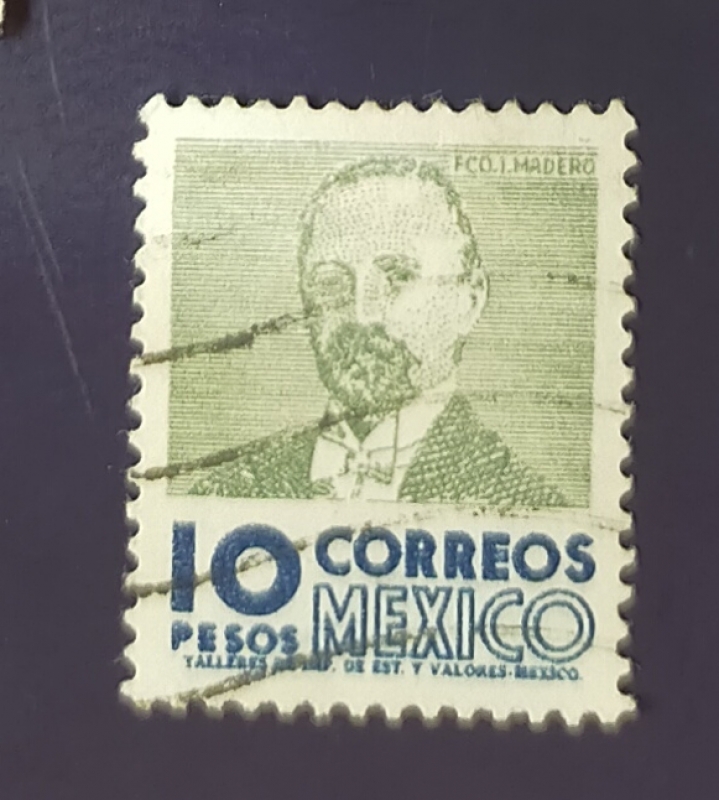 FCO. I. MADERO
10 CORREOS
PESOS MEXICO
TALLERES DE IMP. DE EST. Y VALORES-MEXICO.